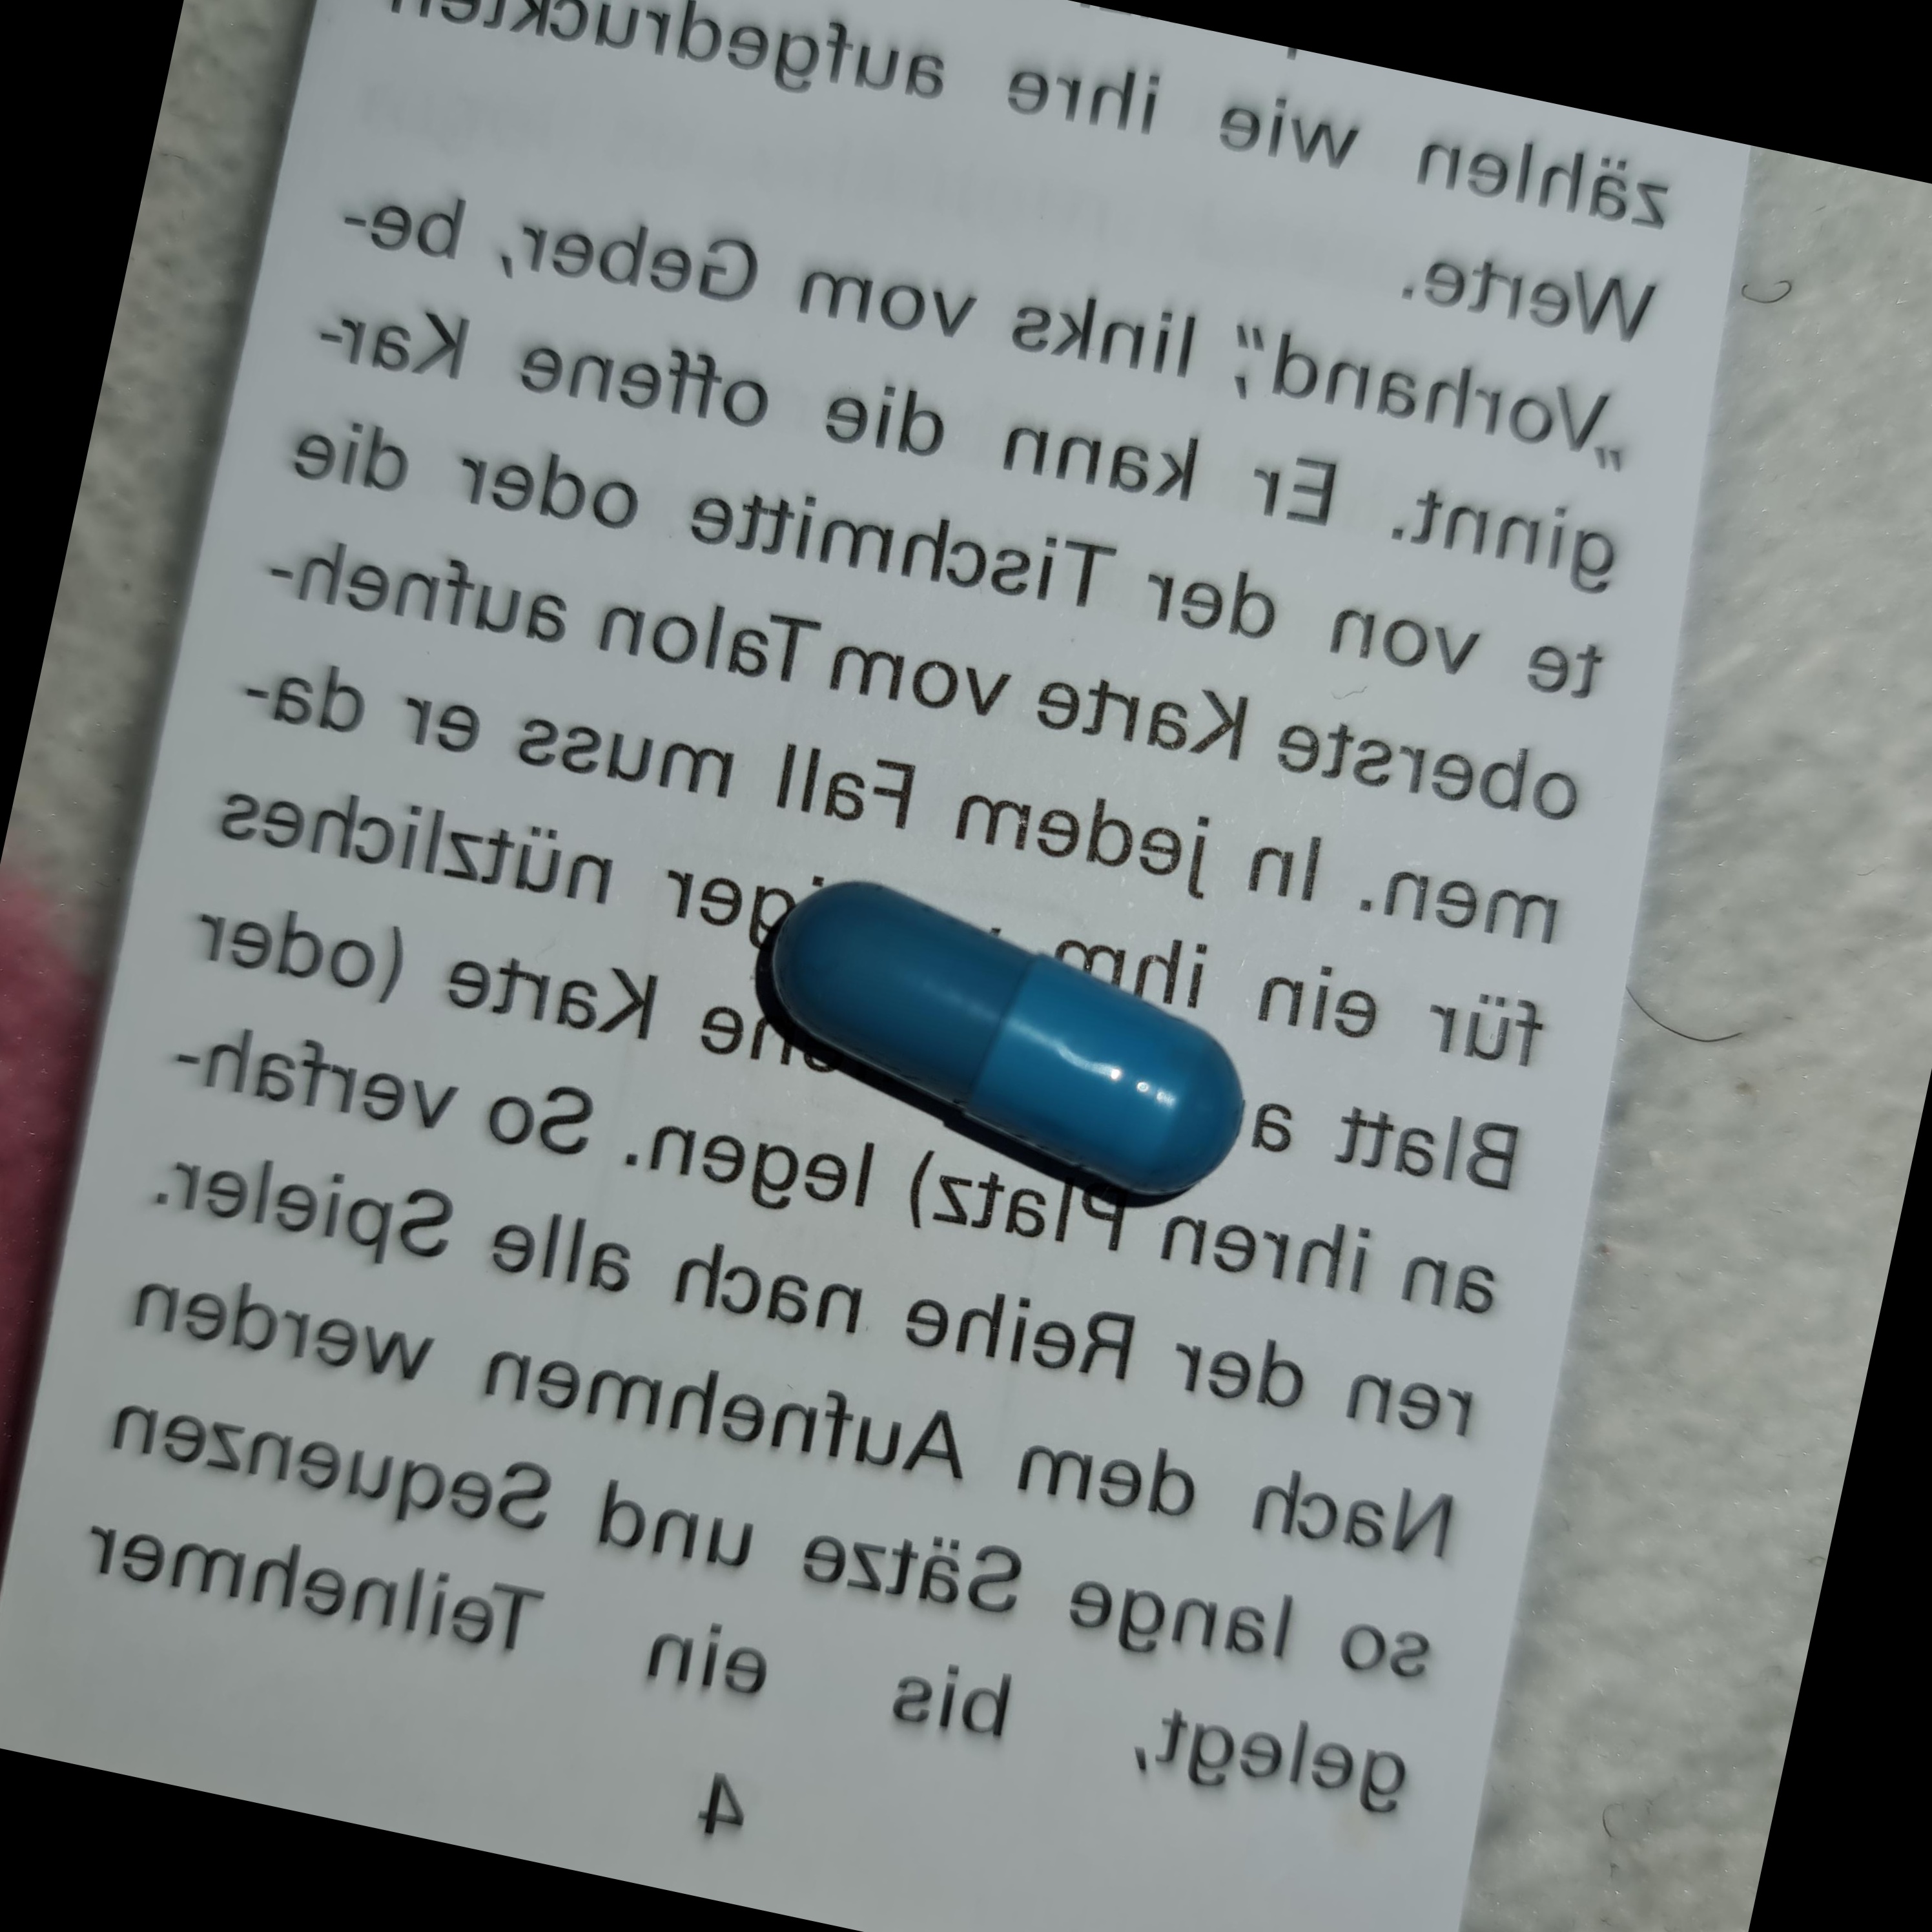 zählen wie ihre aufgedruckten
Werte.
„Vorhand“, links vom Geber, be-
ginnt. Er kann die offene Kar-
te von der Tischmitte oder die
oberste Karte vom Talon aufneh-
men. In jedem Fall muss er da-
für ein ihm nützliches
Blatt Karte (oder
an ihren Platz) legen. So verfah-
ren der Reihe nach alle Spieler.
Nach dem Aufnehmen werden
so lange Sätze und Sequenzen
gelegt, bis ein Teilnehmer
4